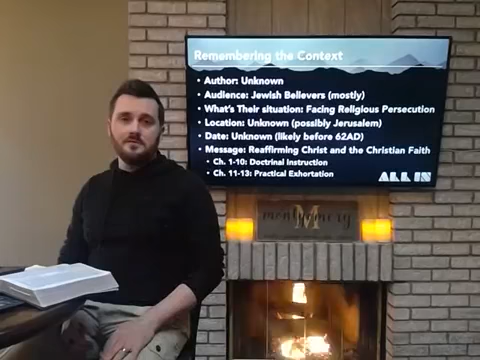 Remembering the Context
• Author: Unknown
• Audience: Jewish Believers (mostly)
• What's Their situation: Facing Religious Persecution
• Location: Unknown (possibly Jerusalem)
• Date: Unknown (likely before 62AD)
• Message: Reaffirming Christ and the Christian Faith
• Ch. 1-10: Doctrinal Instruction
• Ch. 11-13: Practical Exhortation
ALL IN
M
montgomery